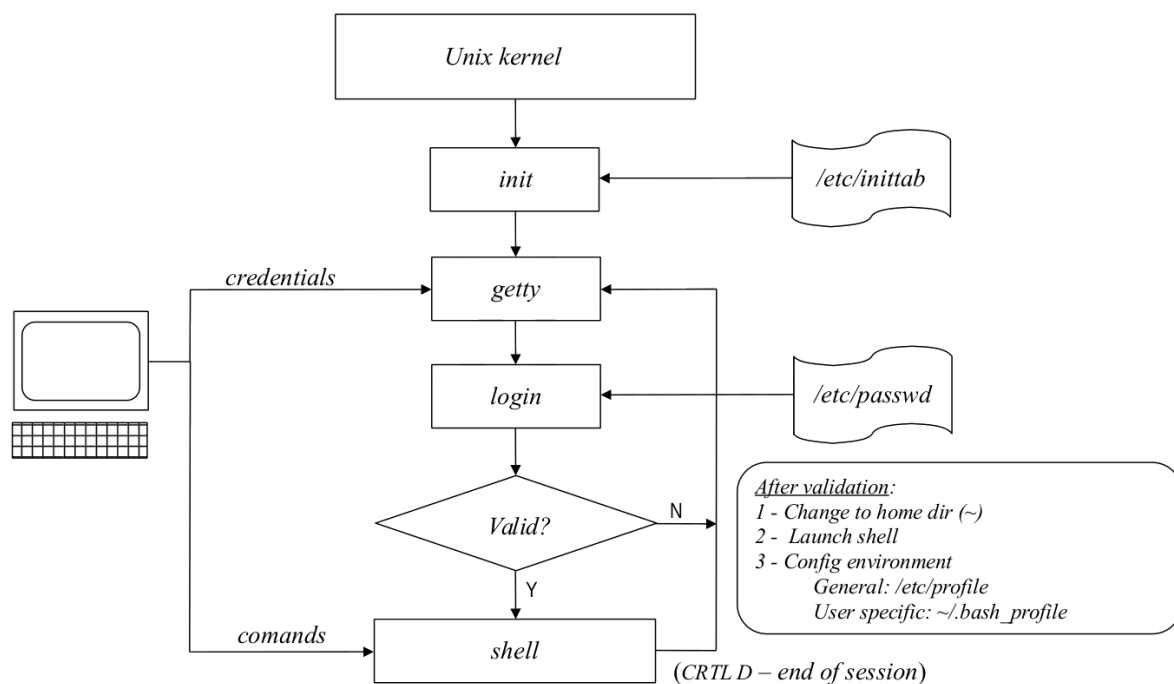 Unix kernel
init
/etc/inittab
credentials
getty
login
/etc/passwd
Valid?
N
Y
After validation:
1 - Change to home dir (~)
2 - Launch shell
3 - Config environment
General: /etc/profile
User specific: ~/.bash_profile
comands
shell
(CRTL D – end of session)